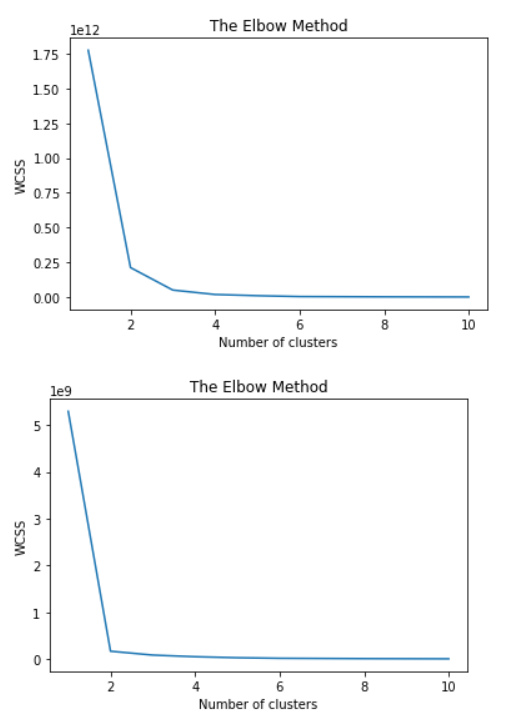 The Elbow Method
1e12
1.75
1.50
1.25
1.00
0.75
0.50
0.25
0.00
WCSS
2 4 6 8 10
Number of clusters
The Elbow Method
1e9
5
4
3
2
1
0
WCSS
2 4 6 8 10
Number of clusters